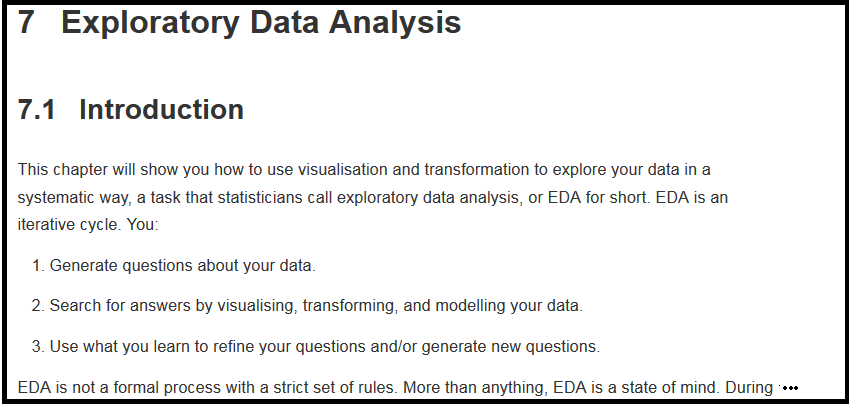 7 Exploratory Data Analysis
7.1 Introduction
This chapter will show you how to use visualisation and transformation to explore your data in a
systematic way, a task that statisticians call exploratory data analysis, or EDA for short. EDA is an
iterative cycle. You:
1. Generate questions about your data.
2. Search for answers by visualising, transforming, and modelling your data.
3. Use what you learn to refine your questions and/or generate new questions.
EDA is not a formal process with a strict set of rules. More than anything, EDA is a state of mind. During •••